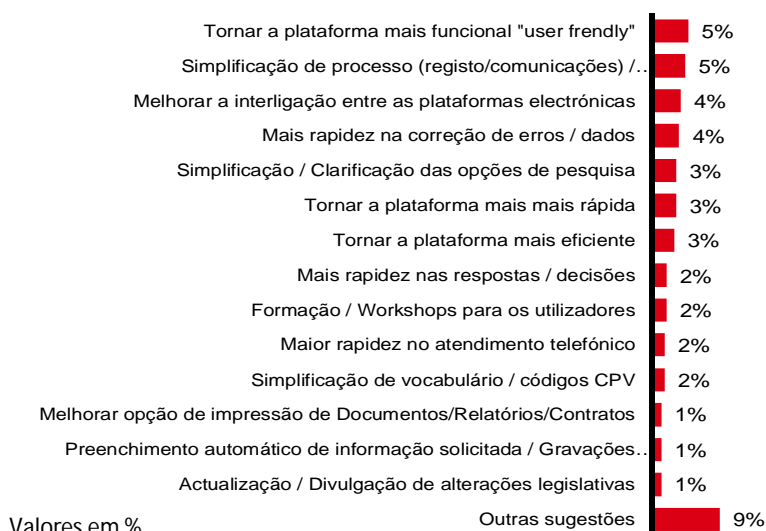 Tornar a plataforma mais funcional "user frendly" 5%
Simplificação de processo (registo/comunicações) /.. 5%
Melhorar a interligação entre as plataformas electrónicas 4%
Mais rapidez na correção de erros / dados 4%
Simplificação / Clarificação das opções de pesquisa 3%
Tornar a plataforma mais mais rápida 3%
Tornar a plataforma mais eficiente 3%
Mais rapidez nas respostas / decisões 2%
Formação / Workshops para os utilizadores 2%
Maior rapidez no atendimento telefónico 2%
Simplificação de vocabulário / códigos CPV 2%
Melhorar opção de impressão de Documentos/Relatórios/Contratos 1%
Preenchimento automático de informação solicitada / Gravações.. 1%
Actualização / Divulgação de alterações legislativas 1%
Outras sugestões 9%
Valores em %